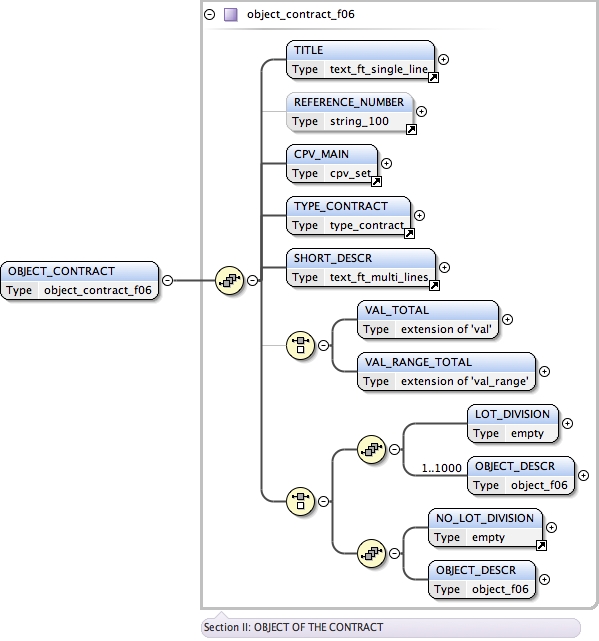 object_contract_f06
TITLE
Type text_ft_single_line
REFERENCE_NUMBER
Type string_100
CPV_MAIN
Type cpv_set
TYPE_CONTRACT
Type type_contract
OBJECT_CONTRACT
Type object_contract_f06
SHORT_DESCR
Type text_ft_multi_lines
VAL_TOTAL
Type extension of 'val'
VAL_RANGE_TOTAL
Type extension of 'val_range'
LOT_DIVISION
Type empty
1..1000
OBJECT_DESCR
Type object_f06
NO_LOT_DIVISION
Type empty
OBJECT_DESCR
Type object_f06
Section II: OBJECT OF THE CONTRACT